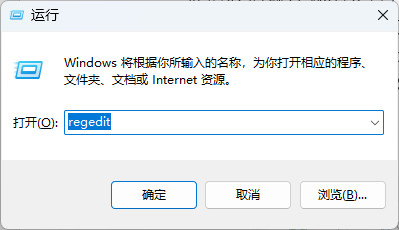 运行
Windows 将根据你所输入的名称，为你打开相应的程序、
文件夹、文档或 Internet 资源。
打开(O): regedit
确定 取消 浏览(B)...